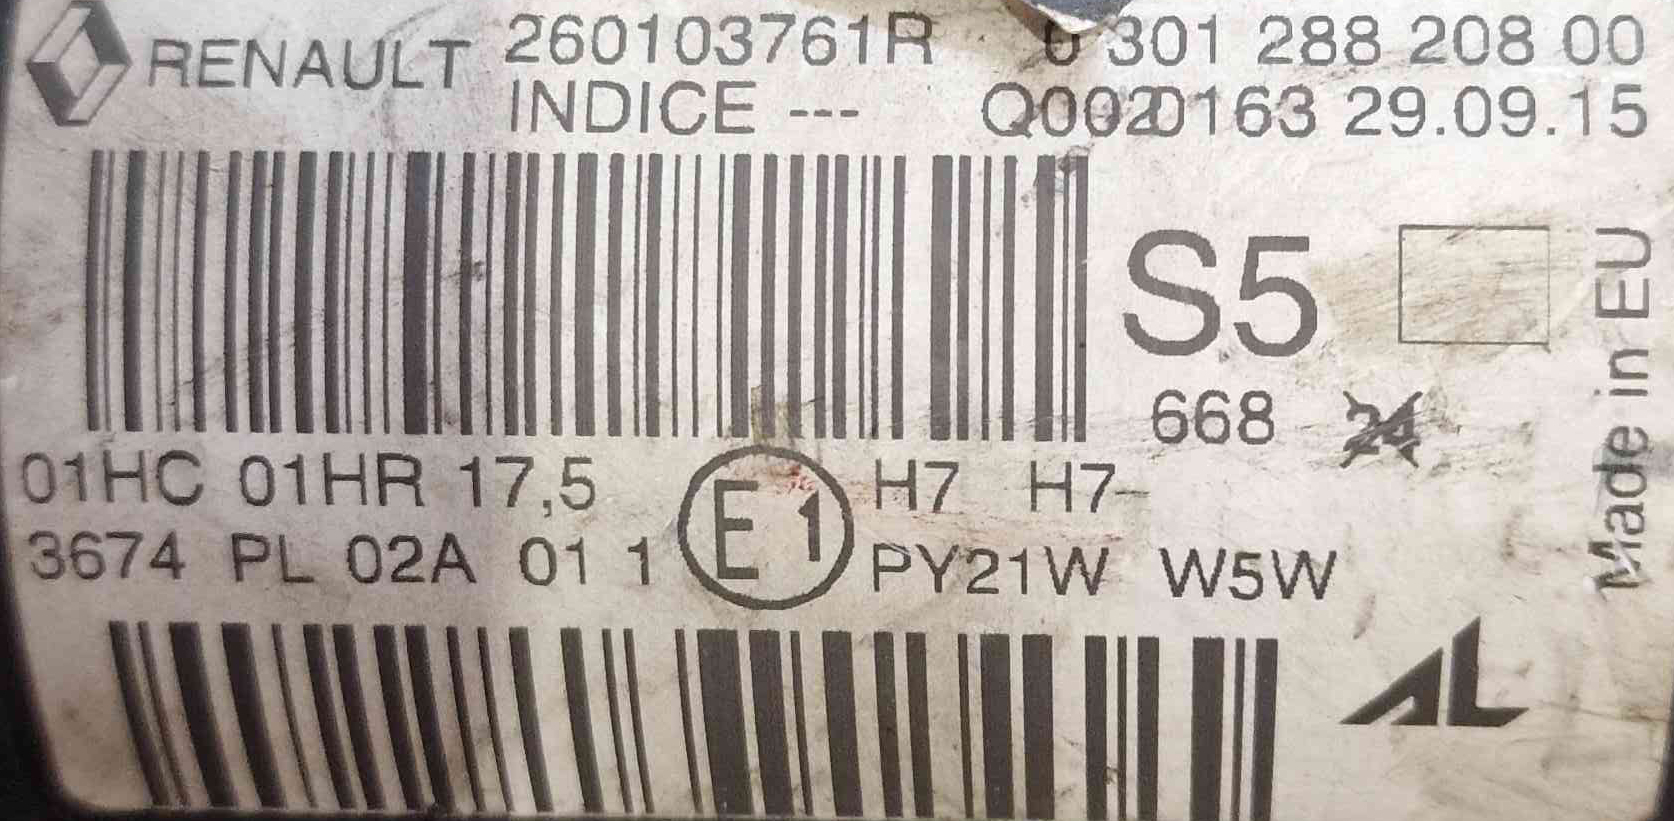 RENAULT 260103761R 0 301 288 208 00
INDICE --- 0163 29.09.15
S5
668
Made in EU
01HC 01HR 17,5 E1 H7 H7-
3674 PL 02A 01 1 PY21W W5W
AL